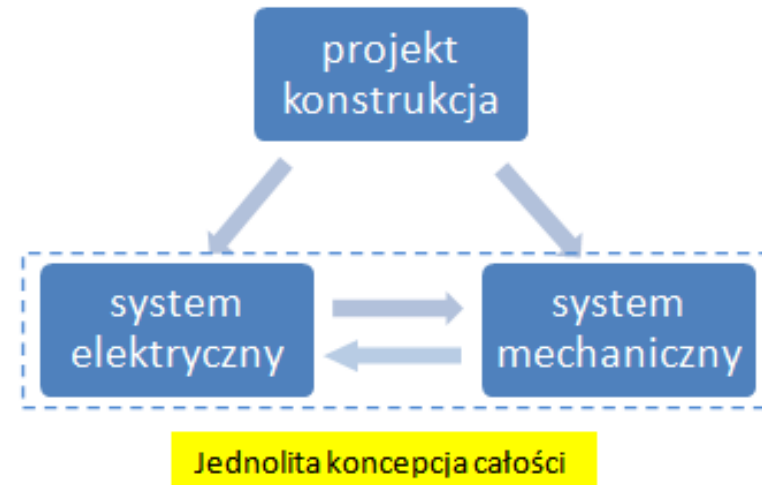 projekt
konstrukcja
system
elektryczny
system
mechaniczny
Jednolita koncepcja całości